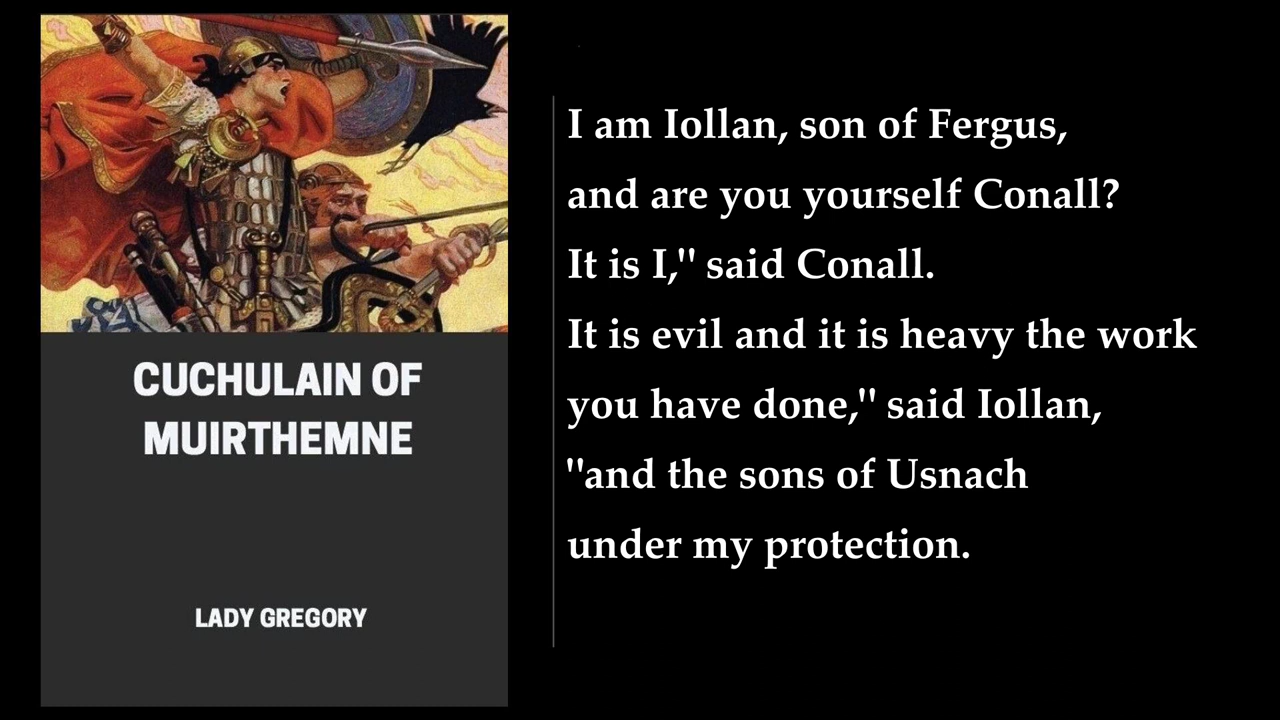 CUCHULAIN OF
MUIRTHEMNE
LADY GREGORY
I am Iollan, son of Fergus,
and are you yourself Conall?
It is I," said Conall.
It is evil and it is heavy the work
you have done," said Iollan,
"and the sons of Usnach
under my protection.